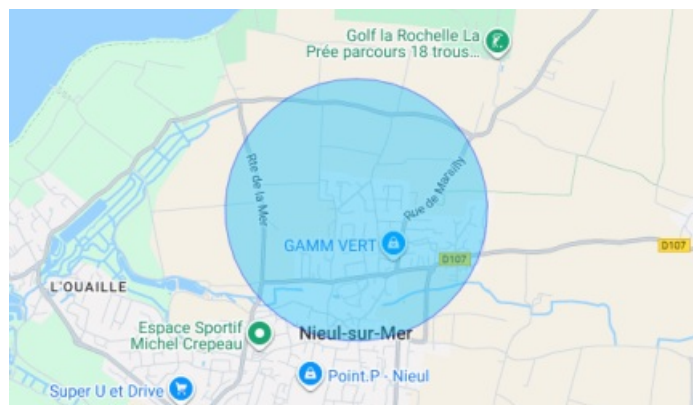 Golf la Rochelle La
Prée parcours 18 trous...
Rte de la Mer
Rue de Marailly
GAMM VERT
D107
D107
L'OUAILLE
Espace Sportif
Michel Crepeau
Nieul-sur-Mer
Point.P - Nieul
Super U et Drive